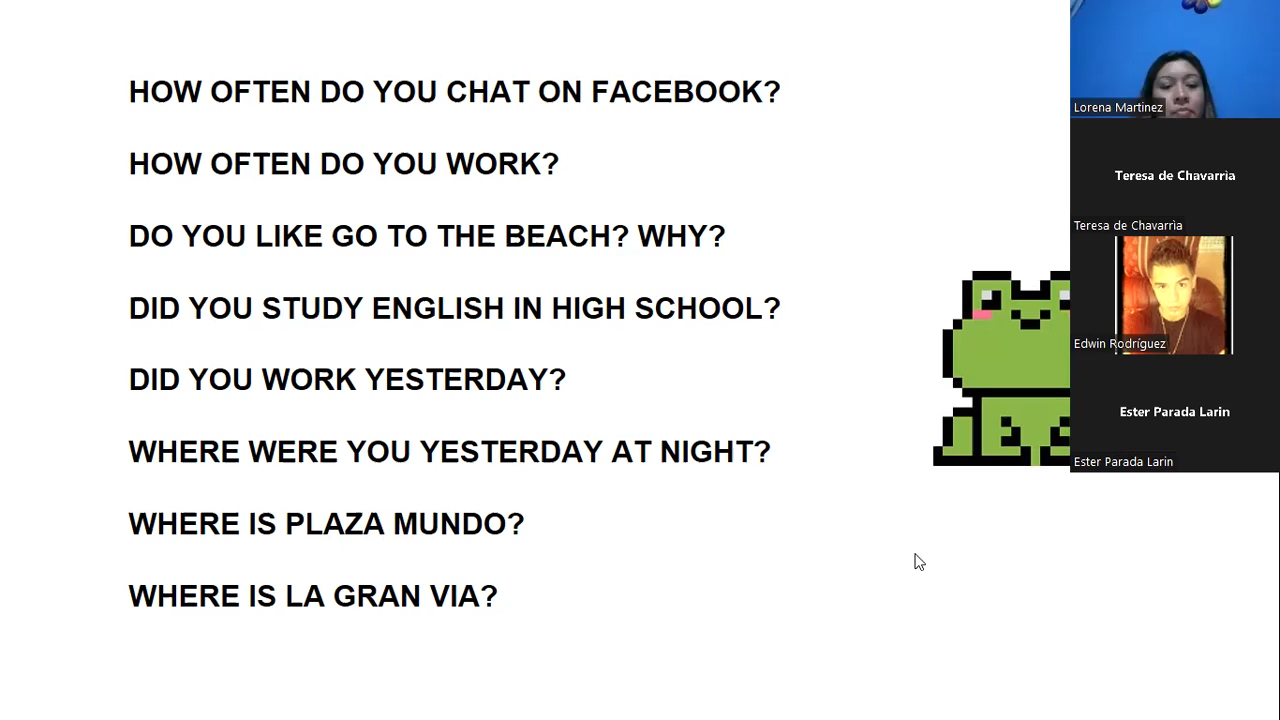 HOW OFTEN DO YOU CHAT ON FACEBOOK?
HOW OFTEN DO YOU WORK?
DO YOU LIKE GO TO THE BEACH? WHY?
DID YOU STUDY ENGLISH IN HIGH SCHOOL?
DID YOU WORK YESTERDAY?
WHERE WERE YOU YESTERDAY AT NIGHT?
WHERE IS PLAZA MUNDO?
WHERE IS LA GRAN VIA?
Lorena Martinez
Teresa de Chavarria
Teresa de Chavarria
Edwin Rodríguez
Ester Parada Larin
Ester Parada Larin